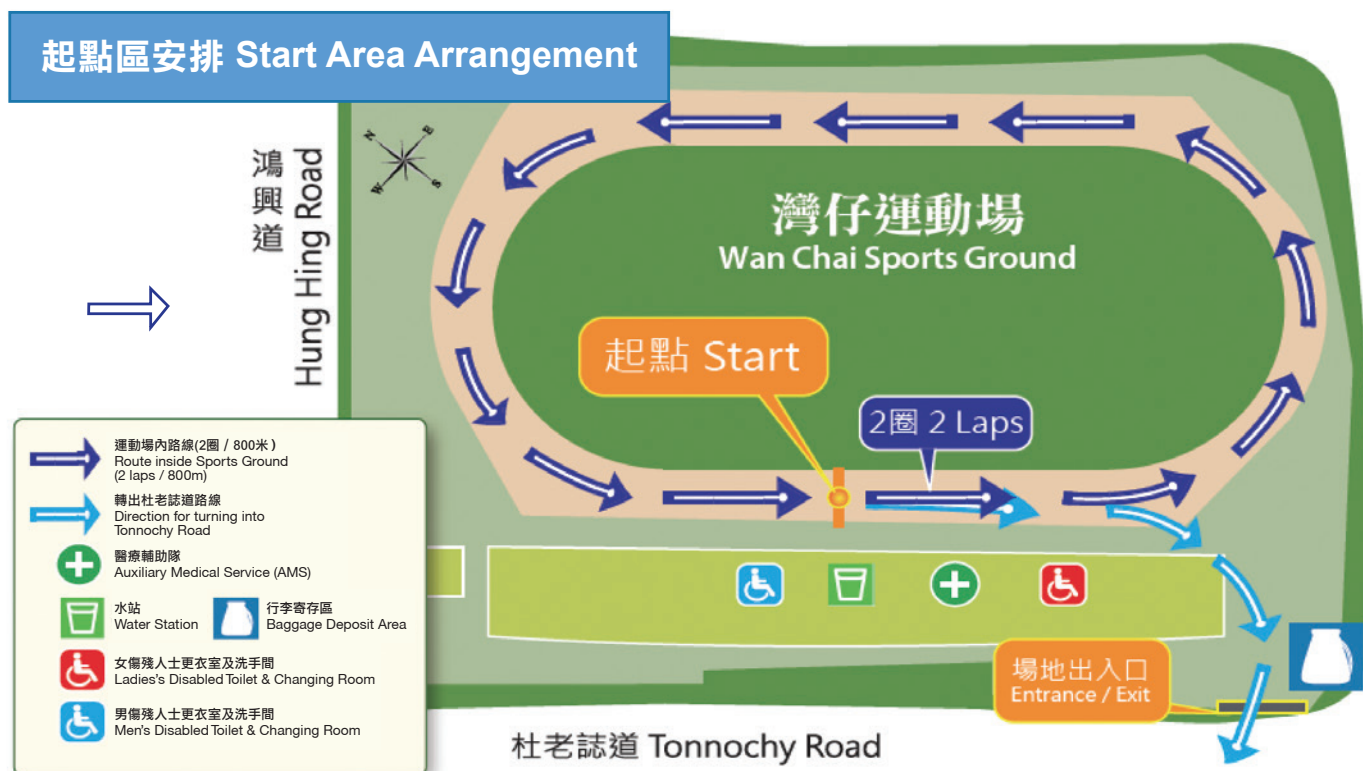 起點區安排 Start Area Arrangement
鴻興道
Hung Hing Road
N
E
W
S
灣仔運動場
Wan Chai Sports Ground
起點 Start
2圈 2 Laps
運動場內路線(2圈 / 800米)
Route inside Sports Ground
(2 laps / 800m)
轉出杜老誌道路線
Direction for turning into
Tonnochy Road
醫療輔助隊
Auxiliary Medical Service (AMS)
水站
Water Station
行李寄存區
Baggage Deposit Area
女傷殘人士更衣室及洗手間
Ladies's Disabled Toilet & Changing Room
男傷殘人士更衣室及洗手間
Men's Disabled Toilet & Changing Room
場地出入口
Entrance / Exit
杜老誌道 Tonnochy Road